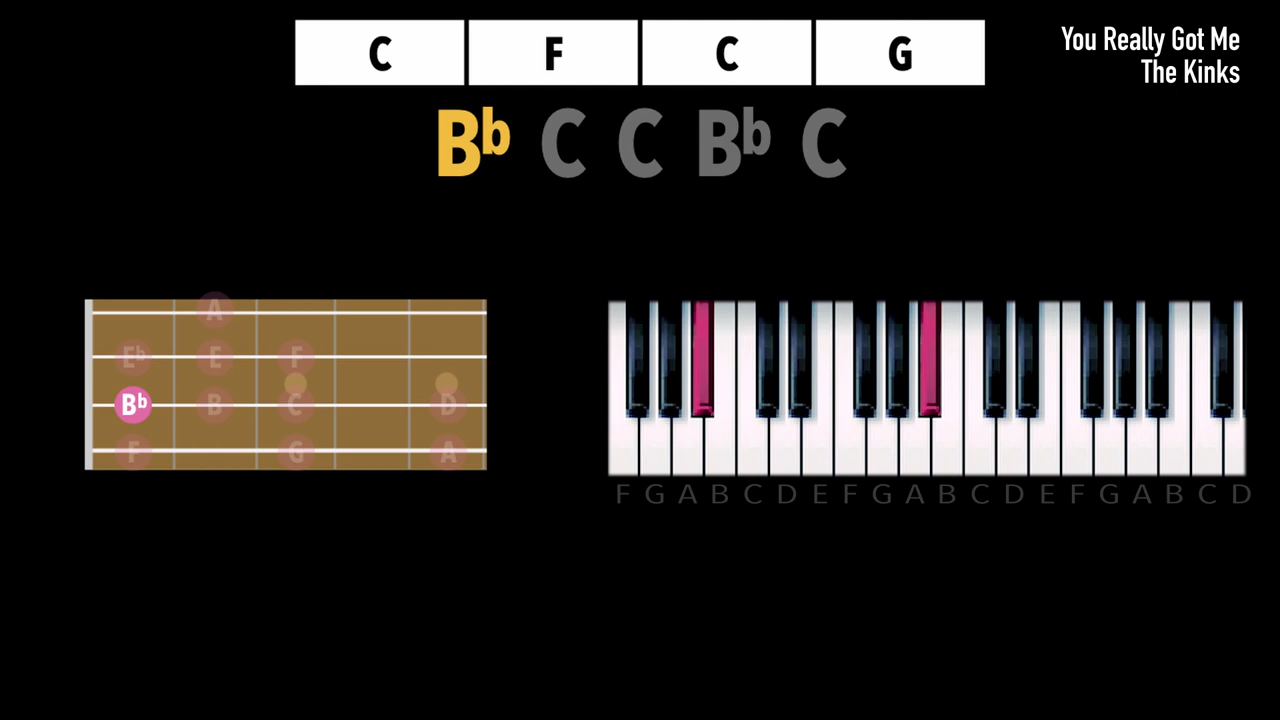 C F C G
You Really Got Me
The Kinks
Bb C C Bb C
A
Eb E F
Bb B C D
F G A
F G A B C D E F G A B C D E F G A B C D